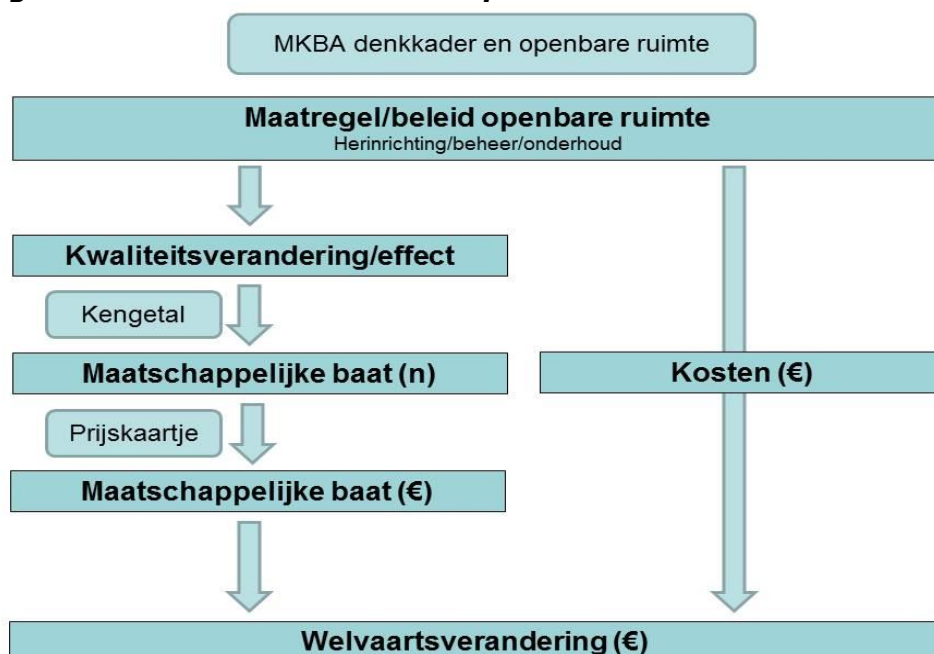 MKBA denkkader en openbare ruimte
Maatregel/beleid openbare ruimte
Herinrichting/beheer/onderhoud
Kwaliteitsverandering/effect
Kengetal
Maatschappelijke baat (n)
Kosten (€)
Prijskaartje
Maatschappelijke baat (€)
Welvaartsverandering (€)